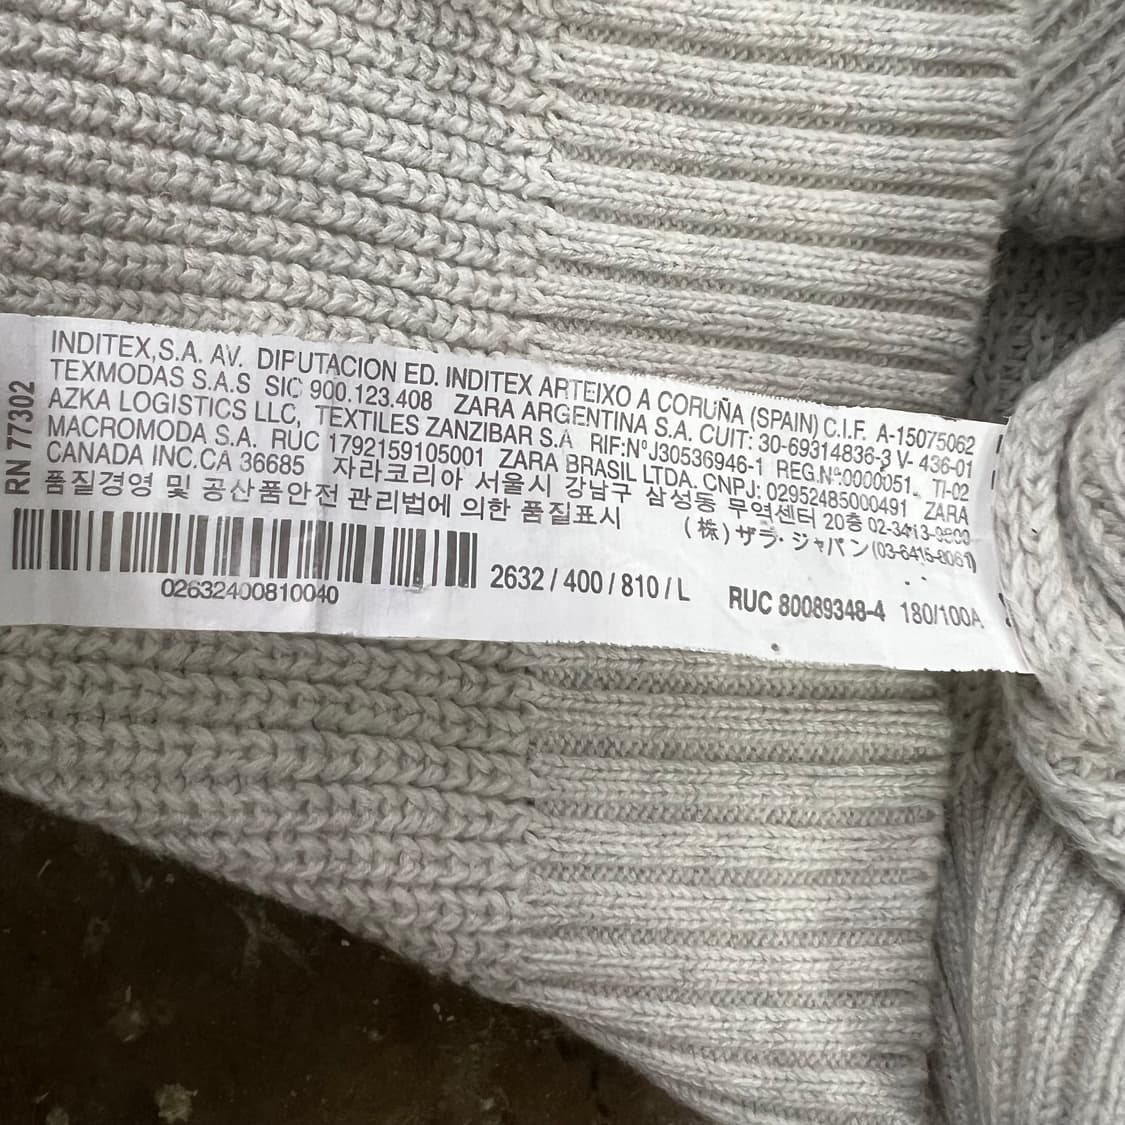 INDITEX,S.A. AV. DIPUTACION ED. INDITEX ARTEIXO A CORUÑA (SPAIN) C.I.F. A-15075062
TEXMODAS S.A.S SIC 900.123.408 ZARA ARGENTINA S.A. CUIT: 30-69314836-3 V- 436-01
AZKA LOGISTICS LLC, TEXTILES ZANZIBAR S.A RIF:NºJ30536946-1 REG.Nº:0000051. TI-02
MACROMODA S.A. RUC 1792159105001 ZARA BRASIL LTDA. CNPJ: 02952485000491 ZARA
CANADA INC.CA 36685 자라코리아 서울시 강남구 삼성동 무역센터 20층
품질경영 및 공산품안전 관리법에 의한 품질표시 (株)ザラ・ジャパン(03-6415-8061)
RN 77302
02632400810040
2632 / 400 / 810 / L
RUC 80089348-4 180/100A